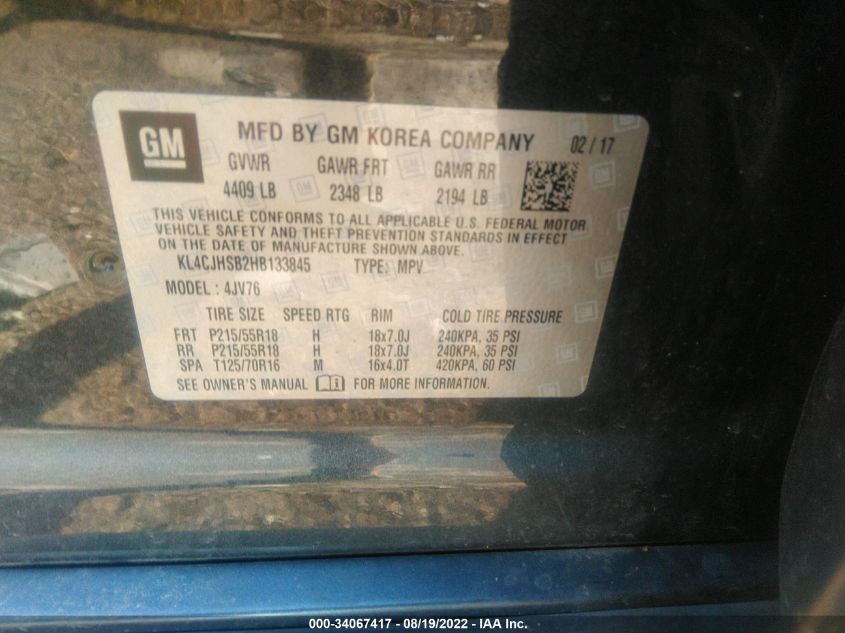 GM
MFD BY GM KOREA COMPANY 02/17
GVWR GAWR FRT GAWR RR
4409 LB 2348 LB 2194 LB
THIS VEHICLE CONFORMS TO ALL APPLICABLE U.S. FEDERAL MOTOR
VEHICLE SAFETY AND THEFT PREVENTION STANDARDS IN EFFECT
ON THE DATE OF MANUFACTURE SHOWN ABOVE.
KL4CJHSB2HB133845 TYPE: MPV
MODEL : 4JV76
TIRE SIZE SPEED RTG RIM COLD TIRE PRESSURE
FRT P215/55R18 H 18x7.0J 240KPA, 35 PSI
RR P215/55R18 H 18x7.0J 240KPA, 35 PSI
SPA T125/70R16 M 16x4.0T 420KPA, 60 PSI
SEE OWNER'S MANUAL FOR MORE INFORMATION.
000-34067417 - 08/19/2022 - IAA Inc.